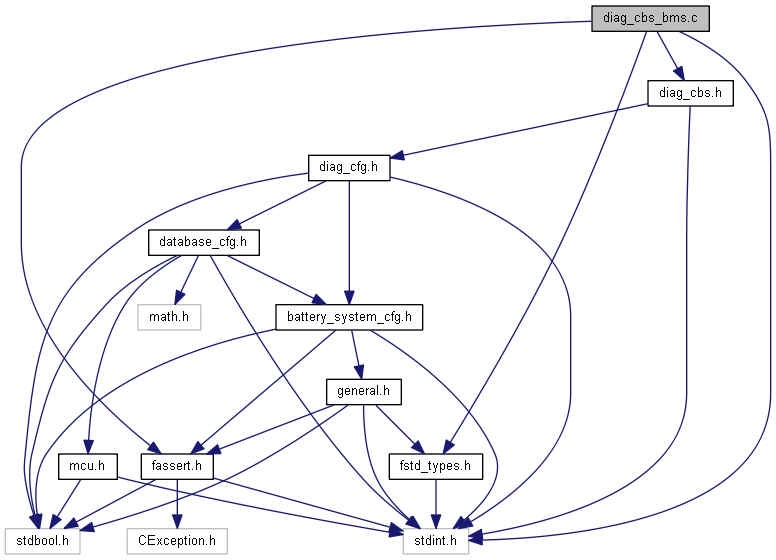 diag_cbs_bms.c
diag_cbs.h
diag_cfg.h
database_cfg.h
math.h
battery_system_cfg.h
general.h
mcu.h
fassert.h
fstd_types.h
stdbool.h
CException.h
stdint.h